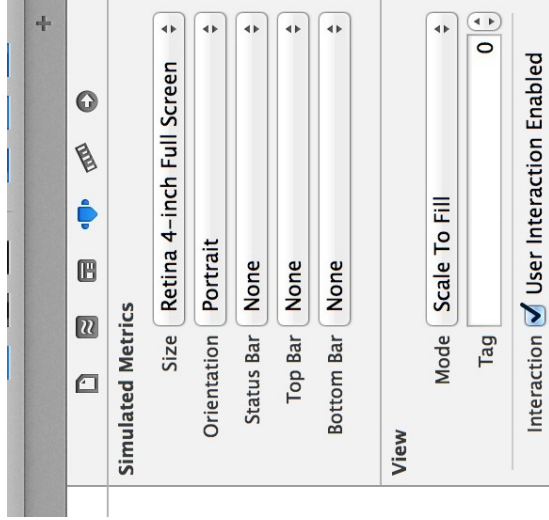 Simulated Metrics
Size Retina 4-inch Full Screen
Orientation Portrait
Status Bar None
Top Bar None
Bottom Bar None
View
Mode Scale To Fill
Tag 0
Interaction User Interaction Enabled